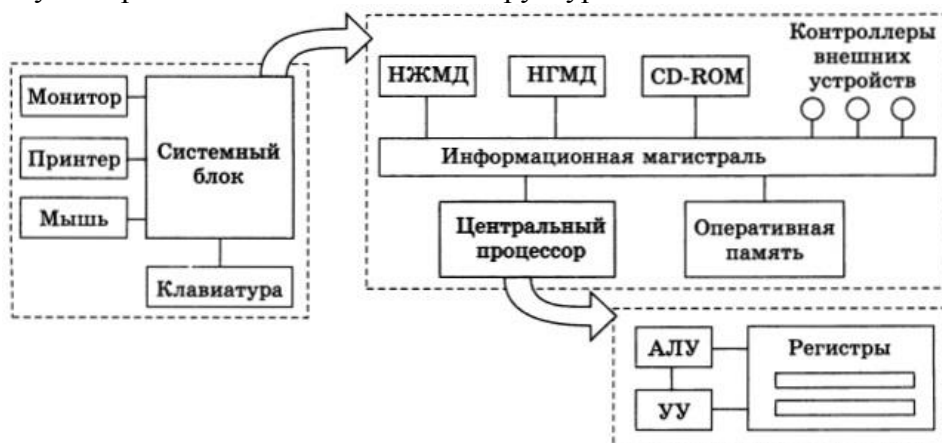 Контроллеры
внешних
устройств
НЖМД
НГМД
CD-ROM
Монитор
Принтер
Системный
блок
Информационная магистраль
Мышь
Центральный
процессор
Оперативная
память
Клавиатура
АЛУ
Регистры
УУ